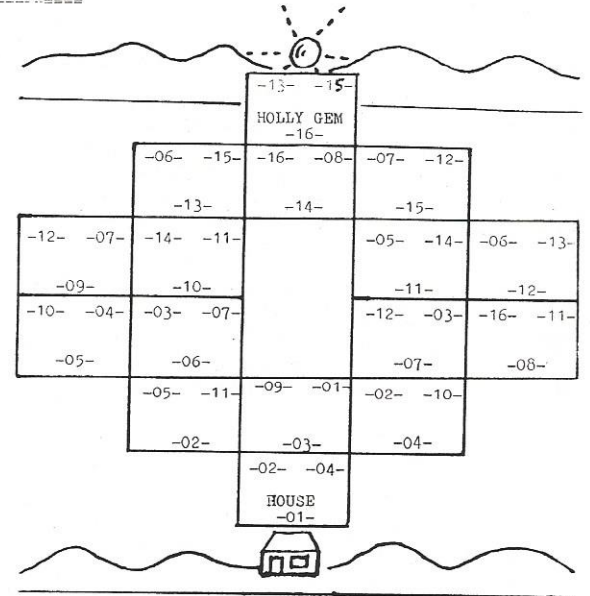 -13- -15-
HOLLY GEM
-16-
-06- -15- -16- -08- -07- -12-
-13- -14- -15-
-12- -07- -14- -11- -05- -14- -06- -13-
-09- -10- -11- -12-
-10- -04- -03- -07- -12- -03- -16- -11-
-05- -06- -07- -08-
-05- -11- -09- -01- -02- -10-
-02- -03- -04-
-02- -04-
HOUSE
-01-